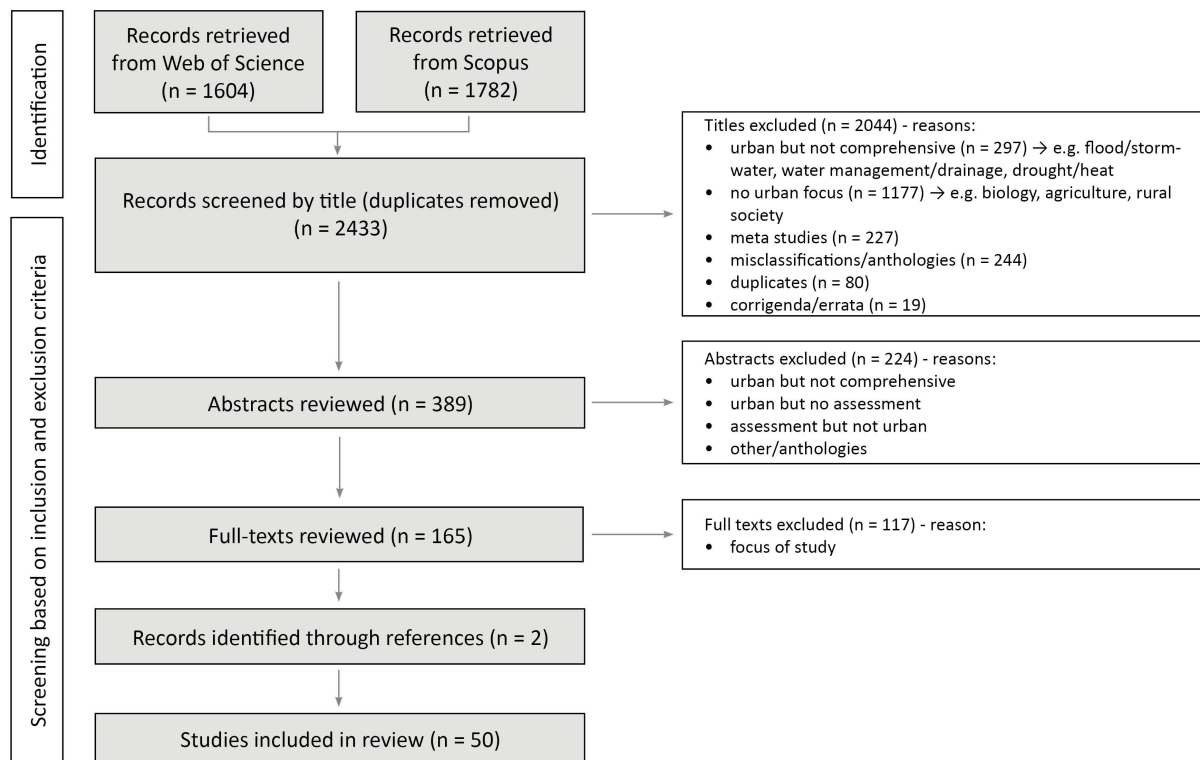 Identification
Records retrieved
from Web of Science
(n = 1604)
Records retrieved
from Scopus
(n = 1782)
Records screened by title (duplicates removed)
(n = 2433)
Titles excluded (n = 2044) - reasons:
• urban but not comprehensive (n = 297) → e.g. flood/storm-
water, water management/drainage, drought/heat
• no urban focus (n = 1177) → e.g. biology, agriculture, rural
society
• meta studies (n = 227)
• misclassifications/anthologies (n = 244)
• duplicates (n = 80)
• corrigenda/errata (n = 19)
Screening based on inclusion and exclusion criteria
Abstracts reviewed (n = 389)
Abstracts excluded (n = 224) - reasons:
• urban but not comprehensive
• urban but no assessment
• assessment but not urban
• other/anthologies
Full-texts reviewed (n = 165)
Full texts excluded (n = 117) - reason:
• focus of study
Records identified through references (n = 2)
Studies included in review (n = 50)